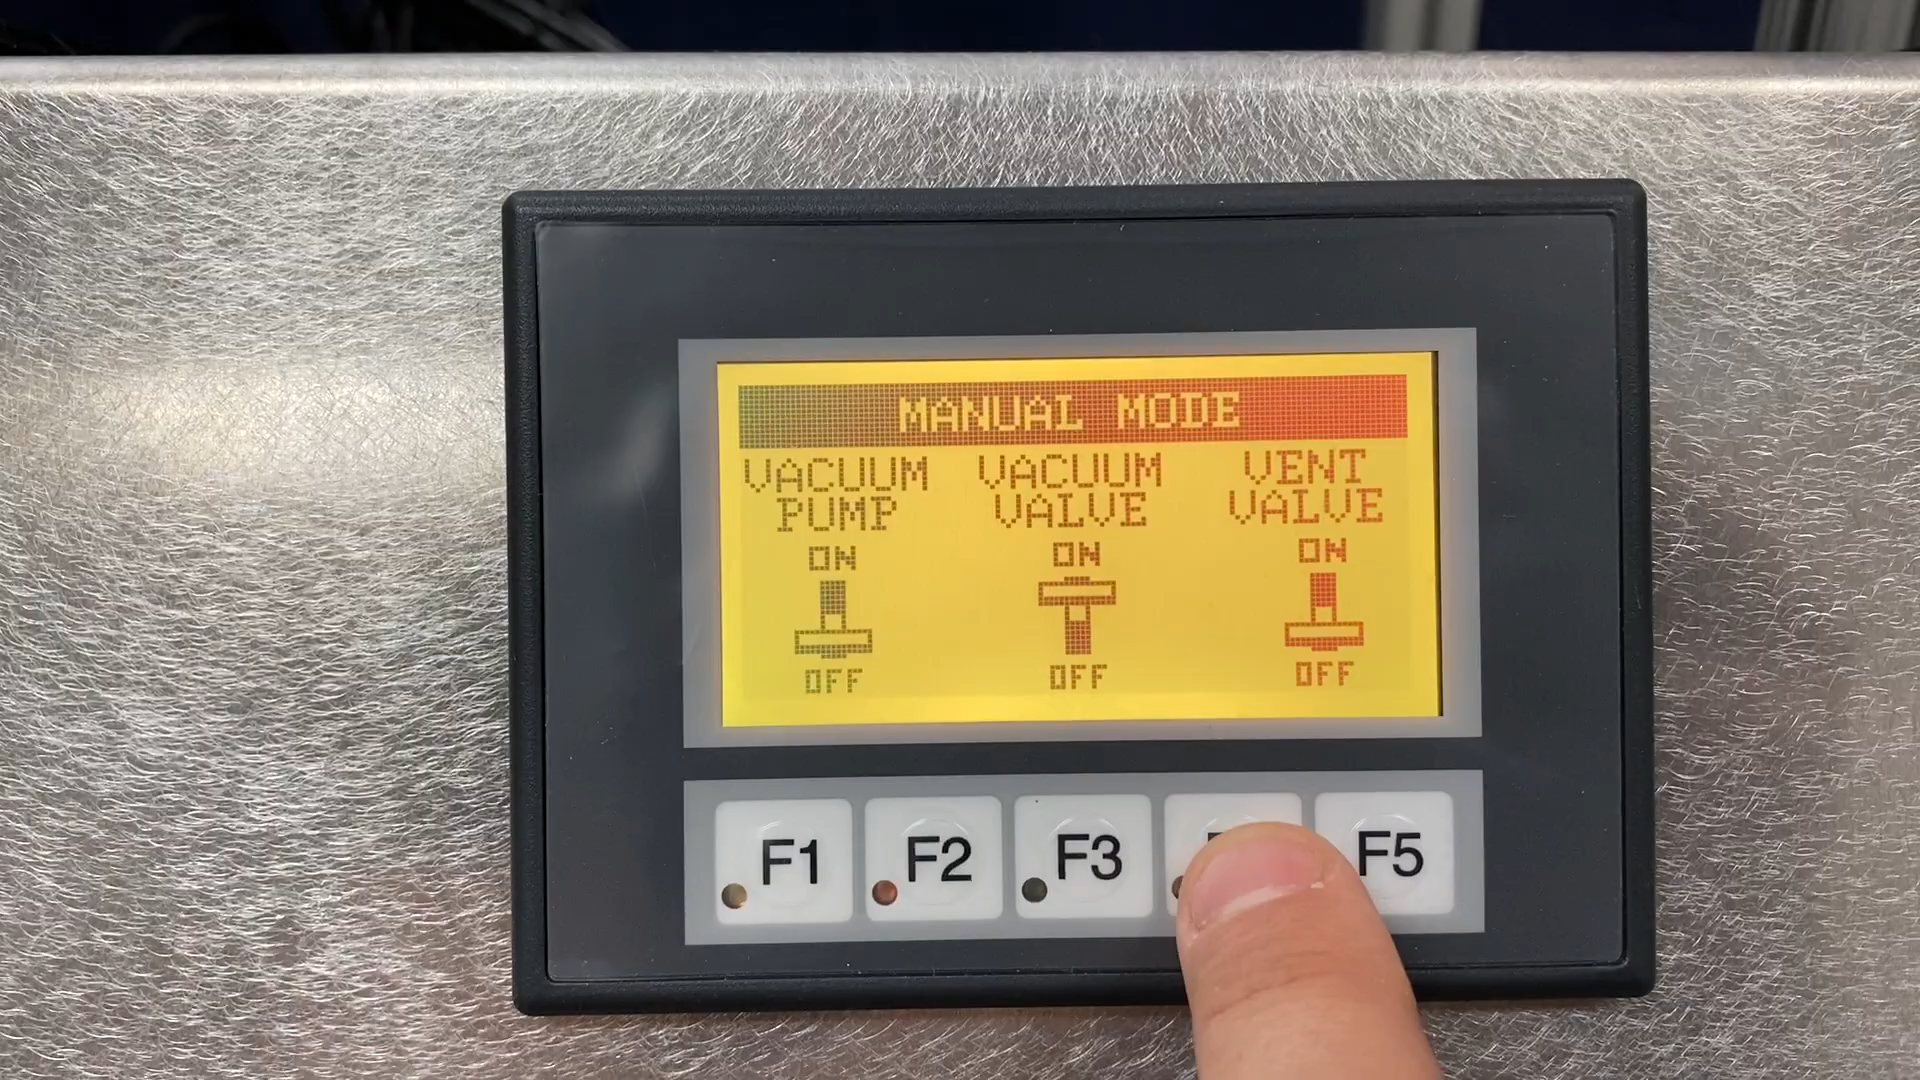 MANUAL MODE
VACUUM PUMP
VACUUM VALVE
VENT VALVE
ON
ON
ON
OFF
OFF
OFF
F1
F2
F3
F5